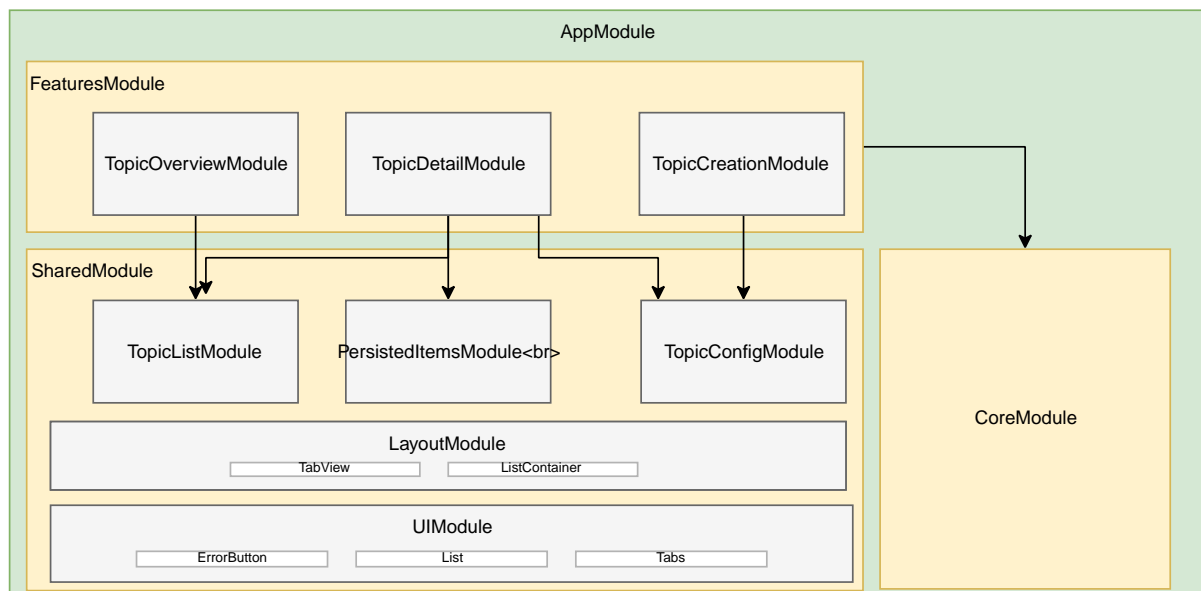 AppModule
FeaturesModule
TopicOverviewModule
TopicDetailModule
TopicCreationModule
SharedModule
TopicListModule
PersistedItemsModule<br>
TopicConfigModule
CoreModule
LayoutModule
TabView
ListContainer
UIModule
ErrorButton
List
Tabs